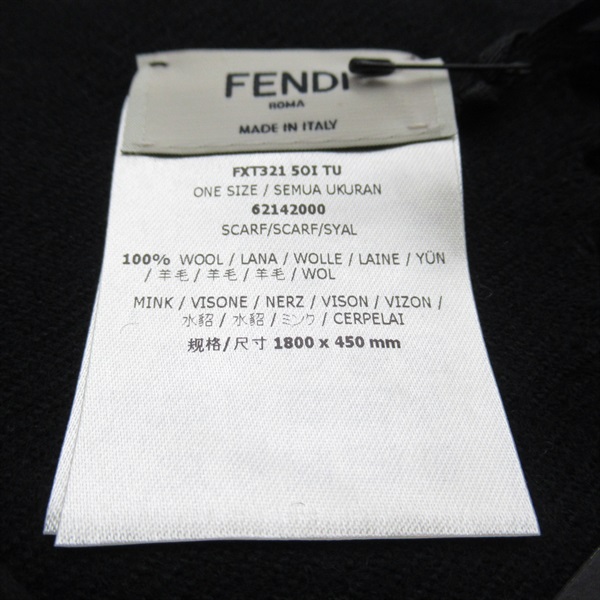 FENDI
ROMA
MADE IN ITALY
FXT321 5OI TU
ONE SIZE / SEMUA UKURAN
62142000
SCARF/SCARF/SYAL
100% WOOL / LANA / WOLLE / LAINE / YÜN
/ 羊毛 / 羊毛 / 羊毛 / WOL
MINK / VISONE / NERZ / VISON / VIZON /
水貂 / 水貂 / ミンク / CERPELAI
规格/尺寸 1800 x 450 mm